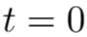 t = 0